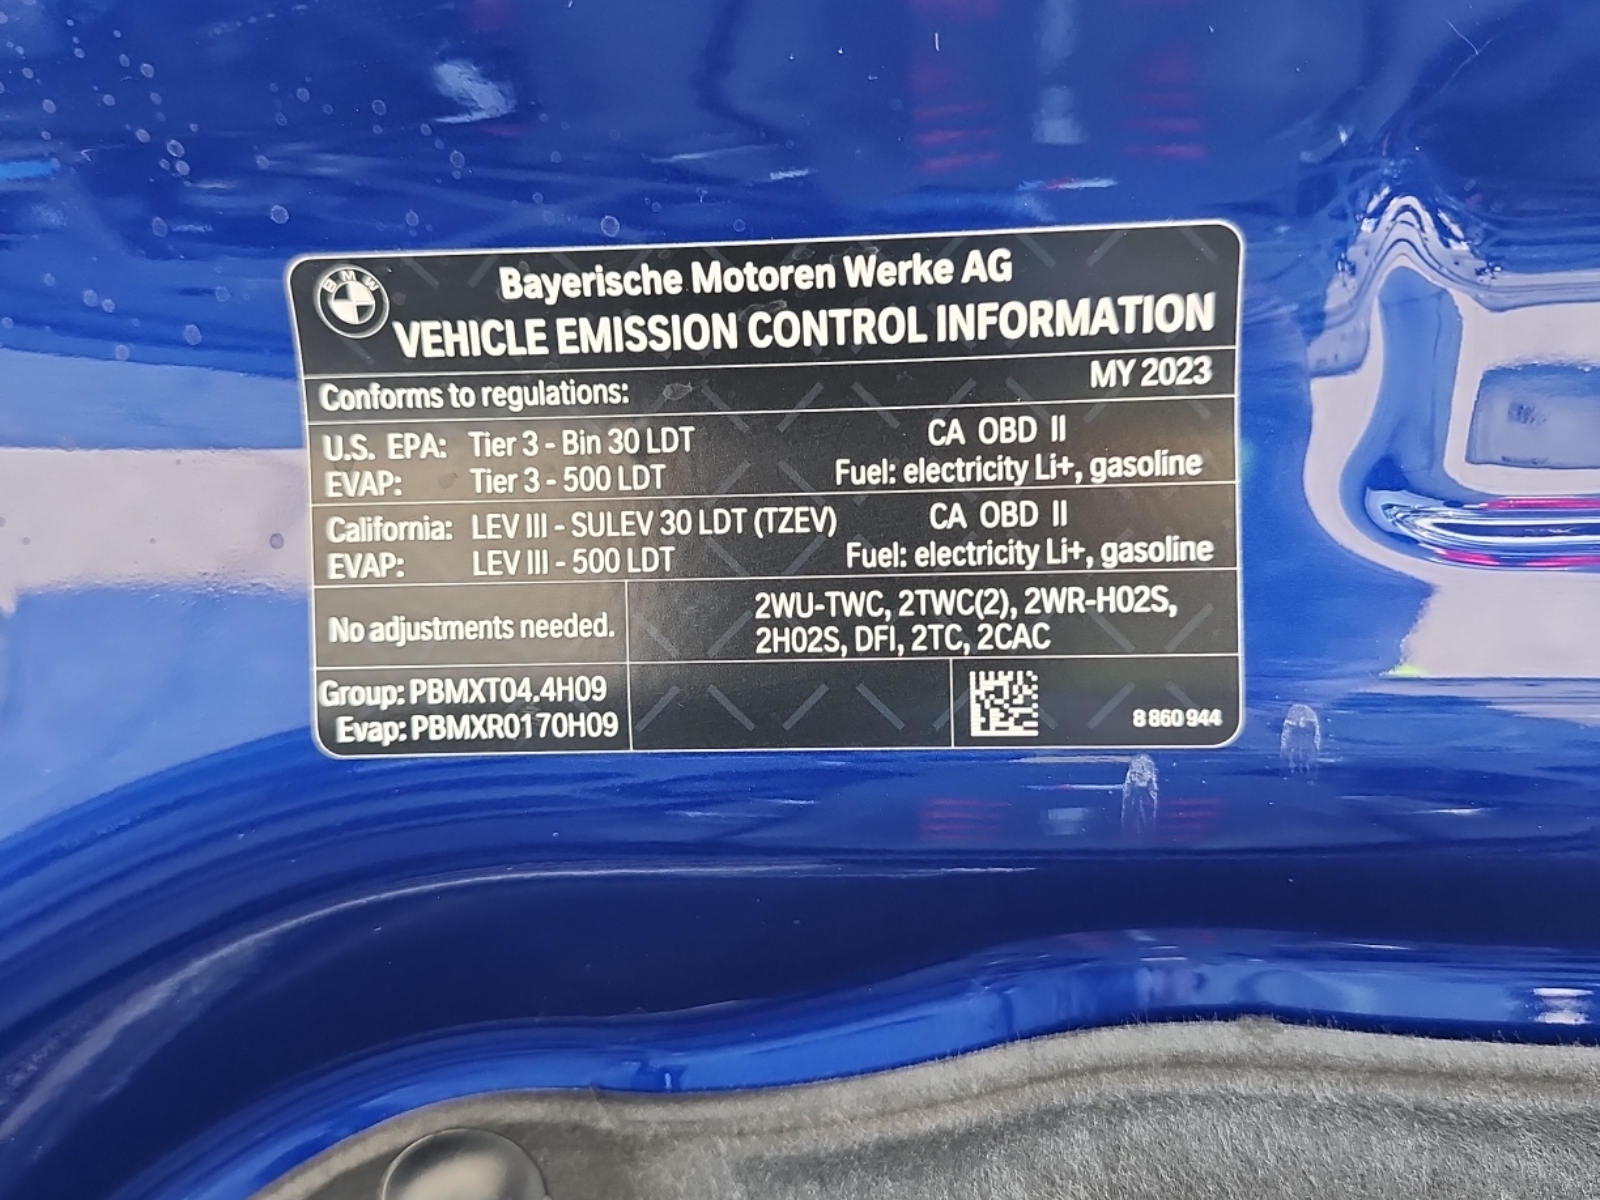 BMW
Bayerische Motoren Werke AG
VEHICLE EMISSION CONTROL INFORMATION
Conforms to regulations: MY 2023
U.S. EPA: Tier 3 - Bin 30 LDT CA OBD II
EVAP: Tier 3 - 500 LDT Fuel: electricity Li+, gasoline
California: LEV III - SULEV 30 LDT (TZEV) CA OBD II
EVAP: LEV III - 500 LDT Fuel: electricity Li+, gasoline
No adjustments needed.
2WU-TWC, 2TWC(2), 2WR-HO2S,
2HO2S, DFI, 2TC, 2CAC
Group: PBMXT04.4H09
Evap: PBMXR0170H09
8 860 944